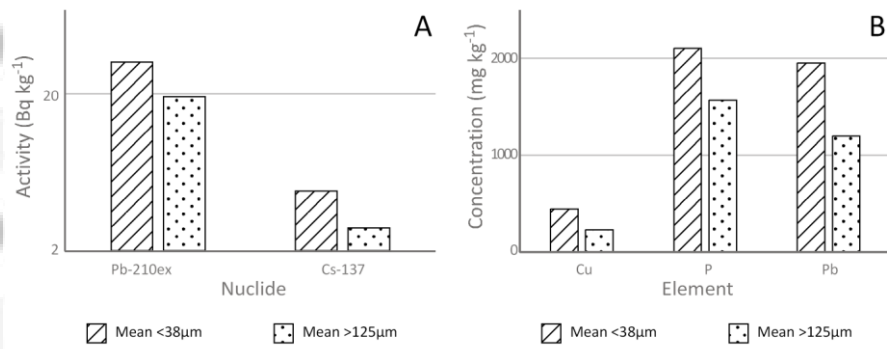 A
Activity (Bq kg-1)
20
2
Pb-210ex
Cs-137
Nuclide
Mean <38µm
Mean >125µm
B
Concentration (mg kg-1)
2000
1000
0
Cu
P
Pb
Element
Mean <38µm
Mean >125µm